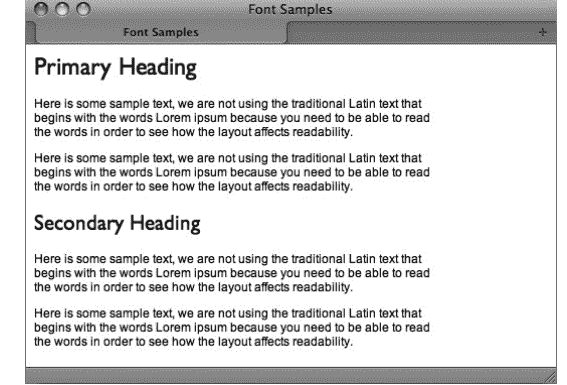 Font Samples
Font Samples
+
Primary Heading
Here is some sample text, we are not using the traditional Latin text that
begins with the words Lorem ipsum because you need to be able to read
the words in order to see how the layout affects readability.
Here is some sample text, we are not using the traditional Latin text that
begins with the words Lorem ipsum because you need to be able to read
the words in order to see how the layout affects readability.
Secondary Heading
Here is some sample text, we are not using the traditional Latin text that
begins with the words Lorem ipsum because you need to be able to read
the words in order to see how the layout affects readability.
Here is some sample text, we are not using the traditional Latin text that
begins with the words Lorem ipsum because you need to be able to read
the words in order to see how the layout affects readability.